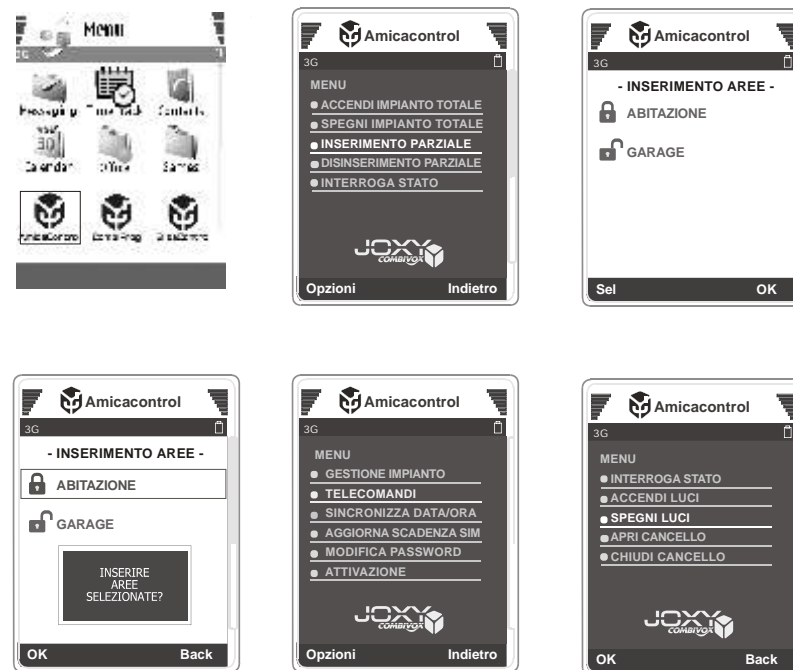 Menu
Contacts
Calendar
Office
Games
Amicacontrol
3G
MENU
ACCENDI IMPIANTO TOTALE
SPEGNI IMPIANTO TOTALE
INSERIMENTO PARZIALE
DISINSERIMENTO PARZIALE
INTERROGA STATO
JOXY
COMBIVOX
Opzioni Indietro
Amicacontrol
3G
- INSERIMENTO AREE -
ABITAZIONE
GARAGE
Sel OK
Amicacontrol
3G
- INSERIMENTO AREE -
ABITAZIONE
GARAGE
INSERIRE
AREE
SELEZIONATE?
OK Back
Amicacontrol
3G
MENU
GESTIONE IMPIANTO
TELECOMANDI
SINCRONIZZA DATA/ORA
AGGIORNA SCADENZA SIM
MODIFICA PASSWORD
ATTIVAZIONE
JOXY
COMBIVOX
Opzioni Indietro
Amicacontrol
3G
MENU
INTERROGA STATO
ACCENDI LUCI
SPEGNI LUCI
APRI CANCELLO
CHIUDI CANCELLO
JOXY
COMBIVOX
OK Back